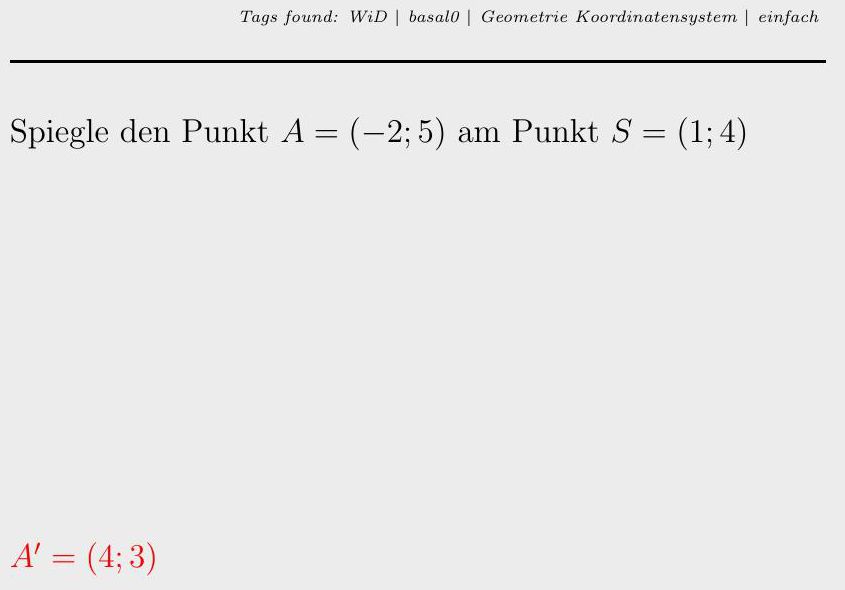 Tags found: WiD | basal0 | Geometrie Koordinatensystem | einfach
Spiegle den Punkt A = (−2; 5) am Punkt S = (1; 4)
A′ = (4; 3)